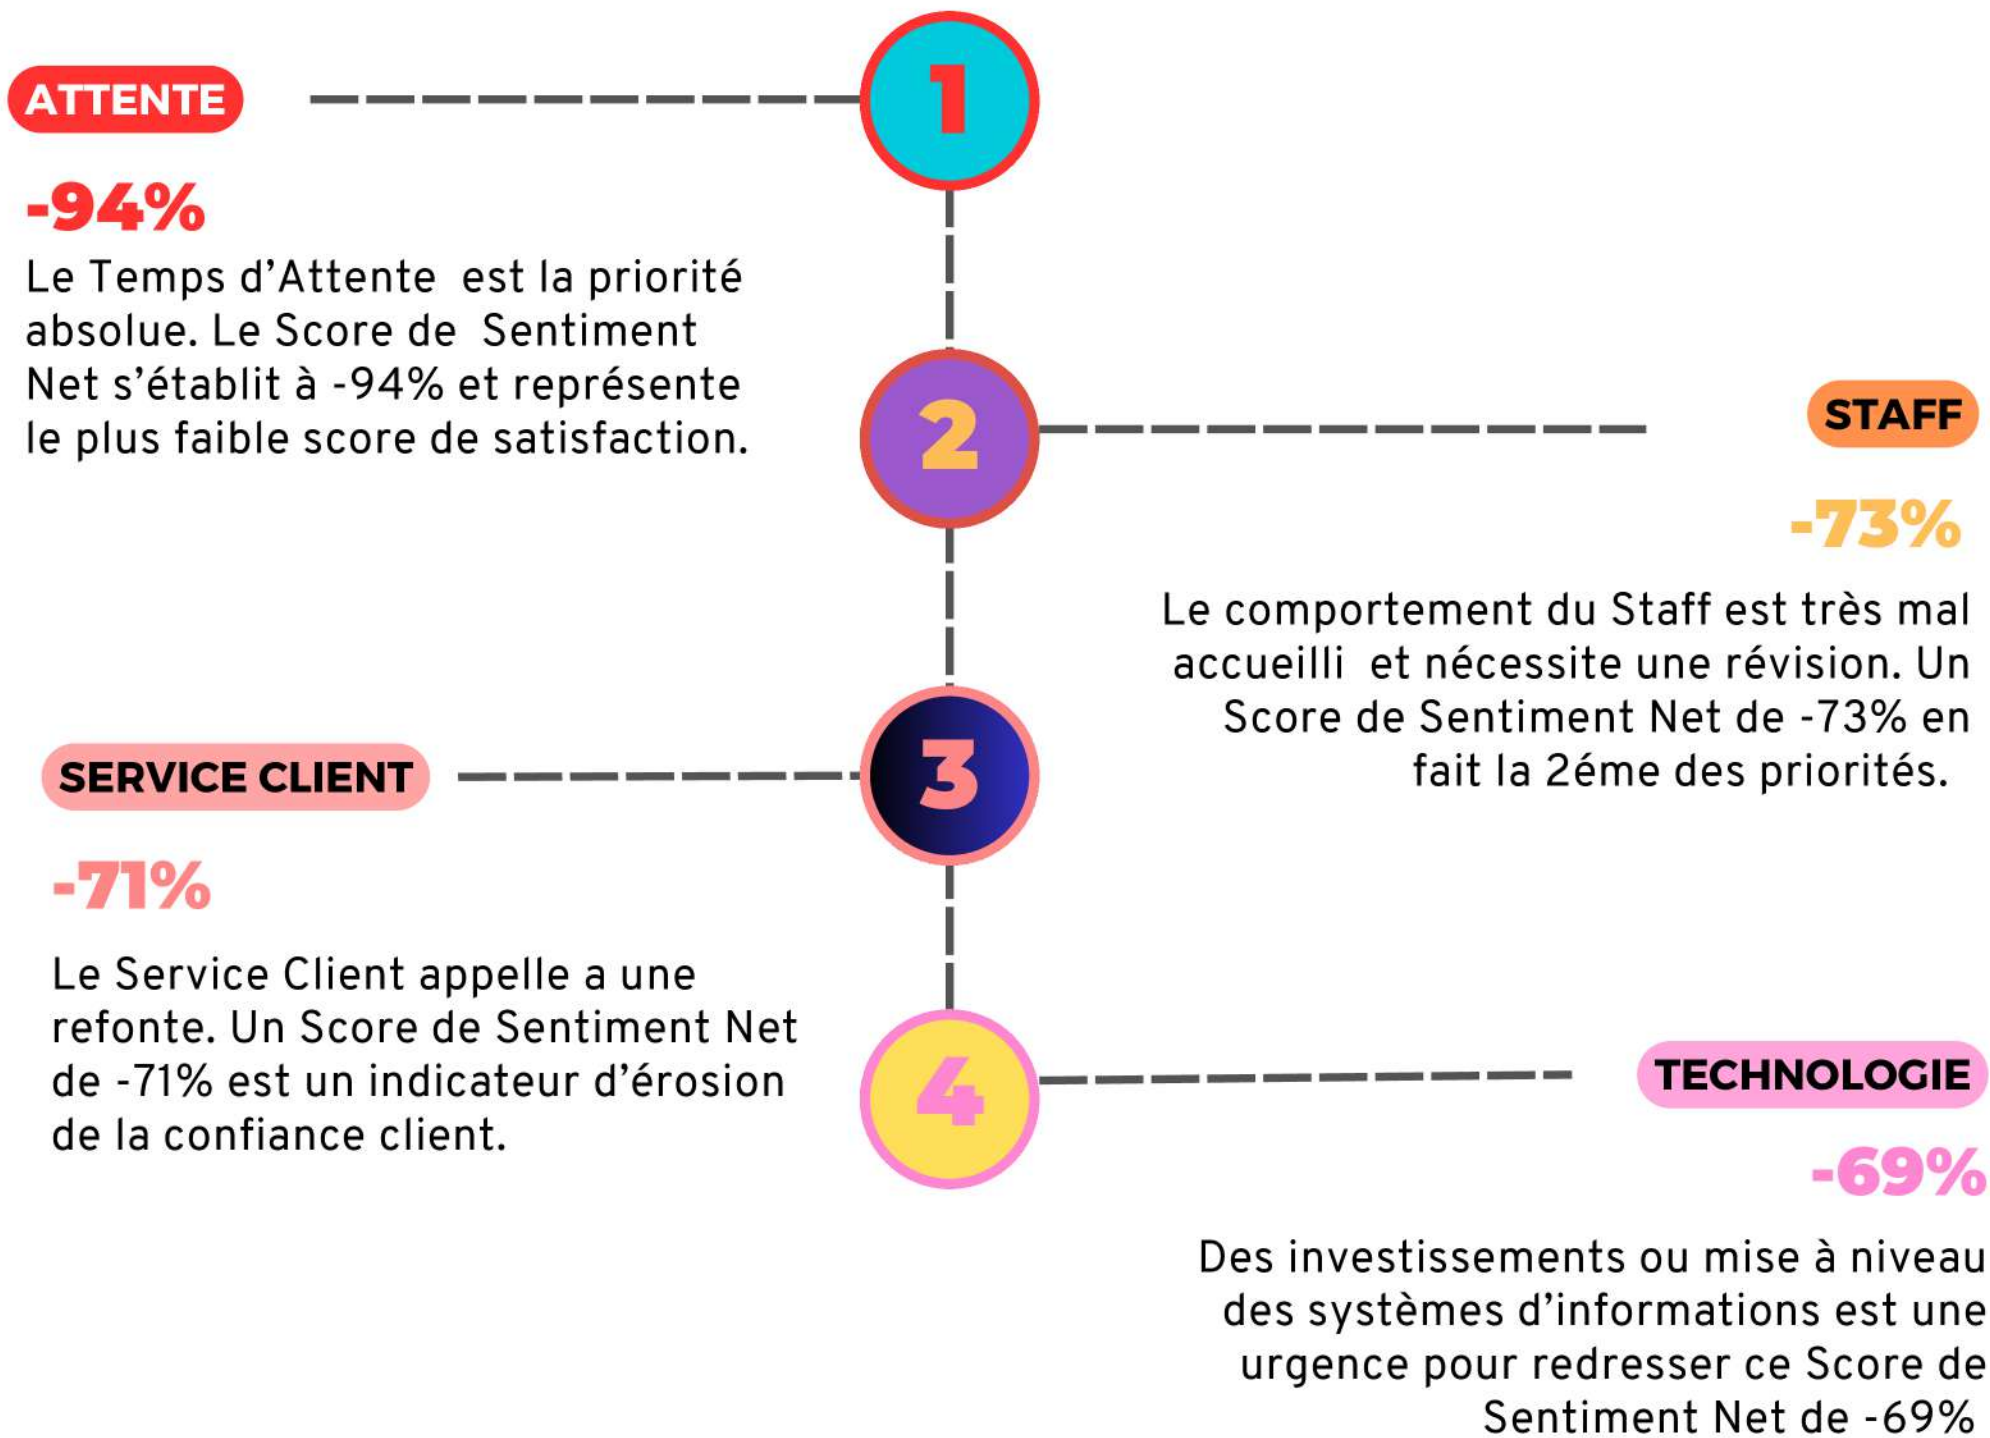 ATTENTE
1
-94%
Le Temps d’Attente est la priorité
absolue. Le Score de Sentiment
Net s’établit à -94% et représente
le plus faible score de satisfaction.
2
STAFF
-73%
Le comportement du Staff est très mal
accueilli et nécessite une révision. Un
Score de Sentiment Net de -73% en
fait la 2éme des priorités.
SERVICE CLIENT
3
-71%
Le Service Client appelle a une
refonte. Un Score de Sentiment Net
de -71% est un indicateur d’érosion
de la confiance client.
4
TECHNOLOGIE
-69%
Des investissements ou mise à niveau
des systèmes d’informations est une
urgence pour redresser ce Score de
Sentiment Net de -69%